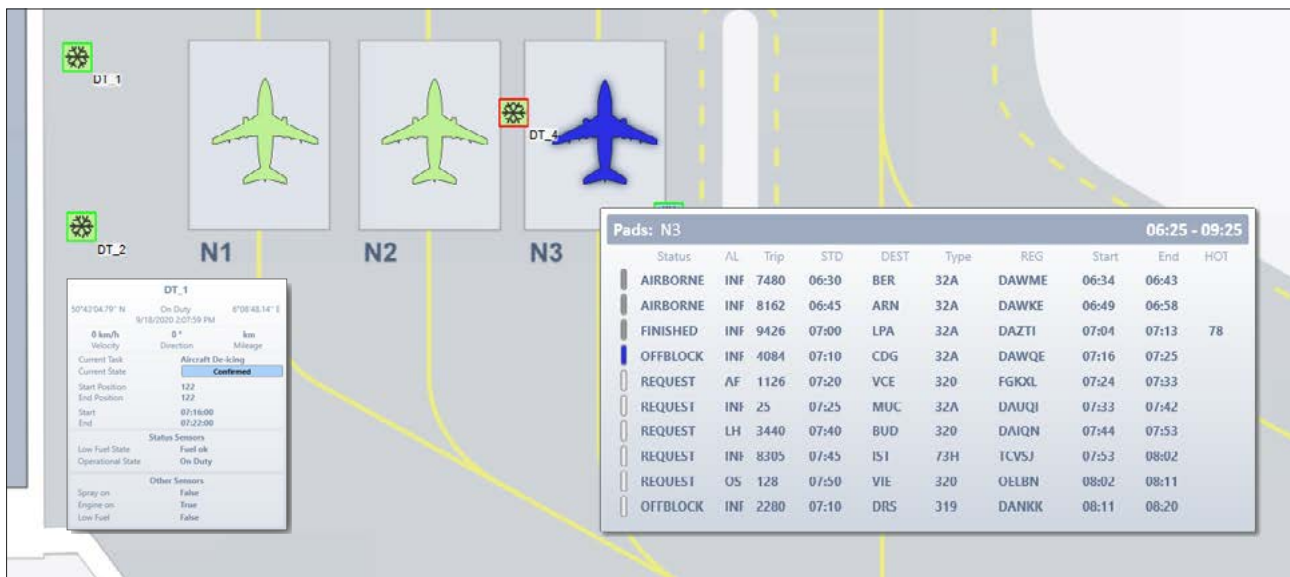 DT_1
DT_4
DT_2
N1
N2
N3
DT_1
50°42'04.79" N On Duty 6°08'48.14" E
9/18/2020 2:07:59 PM
0 km/h 0 ° km
Velocity Direction Mileage
Current Task Aircraft De-icing
Current State Confirmed
Start Position 122
End Position 122
Start 07:16:00
End 07:22:00
Status Sensors
Low Fuel State Fuel ok
Operational State On Duty
Other Sensors
Spray on False
Engine on True
Low Fuel False
Pads: N3 06:25 - 09:25
Status AL Trip STD DEST Type REG Start End HOT
AIRBORNE INF 7480 06:30 BER 32A DAWME 06:34 06:43
AIRBORNE INF 8162 06:45 ARN 32A DAWKE 06:49 06:58
FINISHED INF 9426 07:00 LPA 32A DAZTI 07:04 07:13 78
OFFBLOCK INF 4084 07:10 CDG 32A DAWQE 07:16 07:25
REQUEST AF 1126 07:20 VCE 320 FGKXL 07:24 07:33
REQUEST INF 25 07:25 MUC 32A DAUQI 07:33 07:42
REQUEST LH 3440 07:40 BUD 320 DAIQN 07:44 07:53
REQUEST INF 8305 07:45 IST 73H TCVSJ 07:53 08:02
REQUEST OS 128 07:50 VIE 320 OELBN 08:02 08:11
OFFBLOCK INF 2280 07:10 DRS 319 DANKK 08:11 08:20